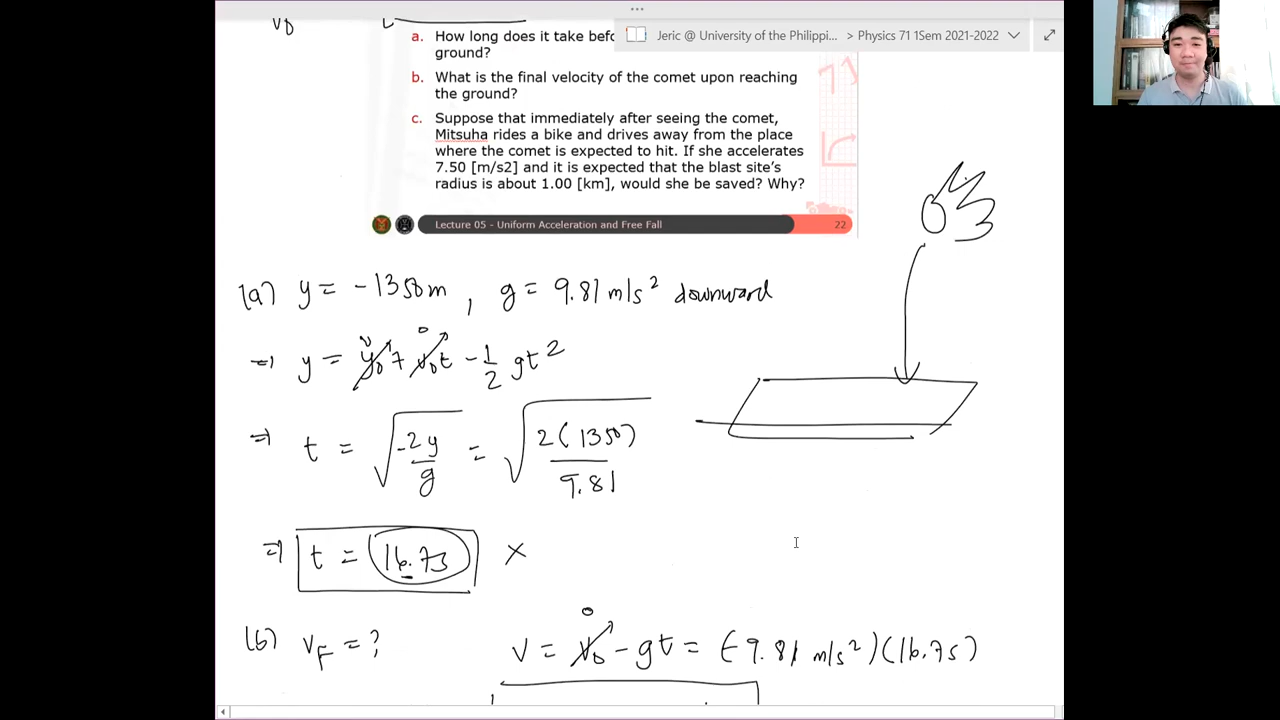 Jeric @ University of the Philippi... > Physics 71 1Sem 2021-2022
a. How long does it take befo
ground?
b. What is the final velocity of the comet upon reaching
the ground?
c. Suppose that immediately after seeing the comet,
Mitsuha rides a bike and drives away from the place
where the comet is expected to hit. If she accelerates
7.50 [m/s2] and it is expected that the blast site's
radius is about 1.00 [km], would she be saved? Why?
Lecture 05 - Uniform Acceleration and Free Fall 22
(a) y = -1350m , g = 9.81 m/s² downward
⇒ y = y₀ + v₀t - 1/2 gt²
⇒ t = √(-2y/g) = √(2(1350)/9.81)
⇒ t = 16.73 ×
(b) v_F = ? v = v₀ - gt = (-9.81 m/s²)(16.7s)